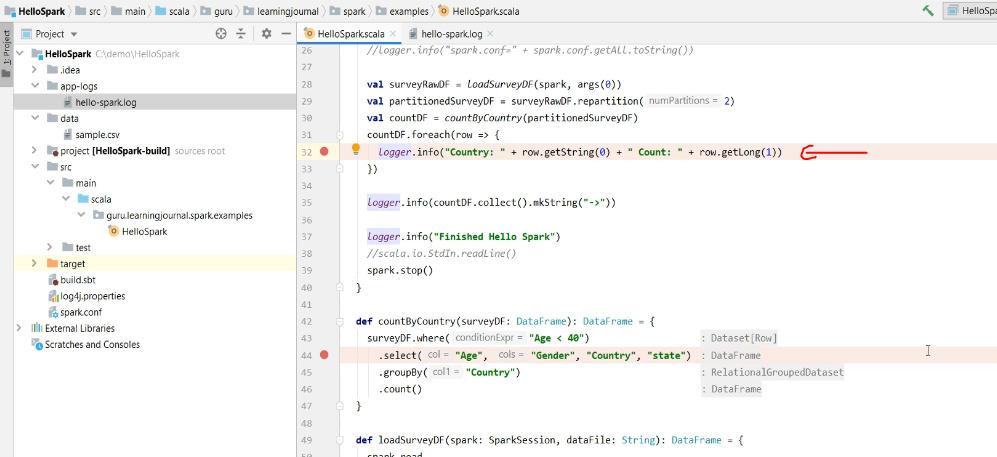 HelloSpark src main scala guru learningjournal spark examples HelloSpark.scala HelloSpa
1: Project
Project
HelloSpark C:\demo\HelloSpark
.idea
app-logs
hello-spark.log
data
sample.csv
project [HelloSpark-build] sources root
src
main
scala
guru.learningjournal.spark.examples
HelloSpark
test
target
build.sbt
log4j.properties
spark.conf
External Libraries
Scratches and Consoles
HelloSpark.scala hello-spark.log
26 //logger.info("spark.conf=" + spark.conf.getAll.toString())
27
28 val surveyRawDF = loadSurveyDF(spark, args(0))
29 val partitionedSurveyDF = surveyRawDF.repartition( numPartitions = 2)
30 val countDF = countByCountry(partitionedSurveyDF)
31 countDF.foreach(row => {
32 logger.info("Country: " + row.getString(0) + " Count: " + row.getLong(1))
33 })
34
35 logger.info(countDF.collect().mkString("->"))
36
37 logger.info("Finished Hello Spark")
38 //scala.io.StdIn.readLine()
39 spark.stop()
40 }
41
42 def countByCountry(surveyDF: DataFrame): DataFrame = {
43 surveyDF.where( conditionExpr = "Age < 40") : Dataset[Row]
44 .select( col = "Age", cols = "Gender", "Country", "state") : DataFrame
45 .groupBy( col1 = "Country") : RelationalGroupedDataset
46 .count() : DataFrame
47 }
48
49 def loadSurveyDF(spark: SparkSession, dataFile: String): DataFrame = {
50 spark.read